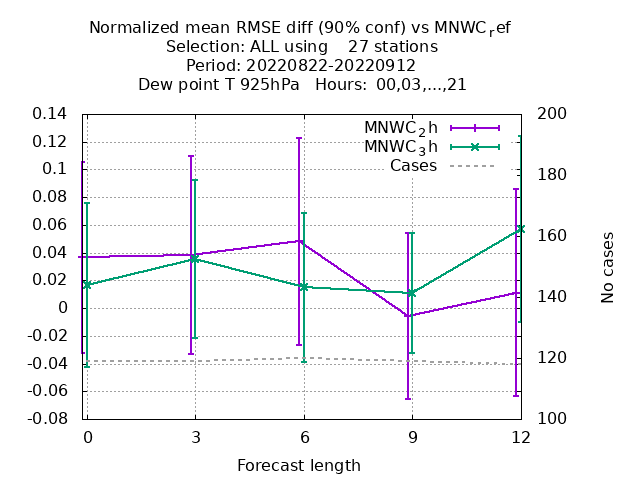 Normalized mean RMSE diff (90% conf) vs MNWCref
Selection: ALL using    27 stations
Period: 20220822-20220912
Dew point T 925hPa   Hours:  00,03,...,21
0.14
0.12
0.1
0.08
0.06
0.04
0.02
0
-0.02
-0.04
-0.06
-0.08
MNWC2h
MNWC3h
Cases
200
180
160
140
120
100
No cases
0
3
6
9
12
Forecast length